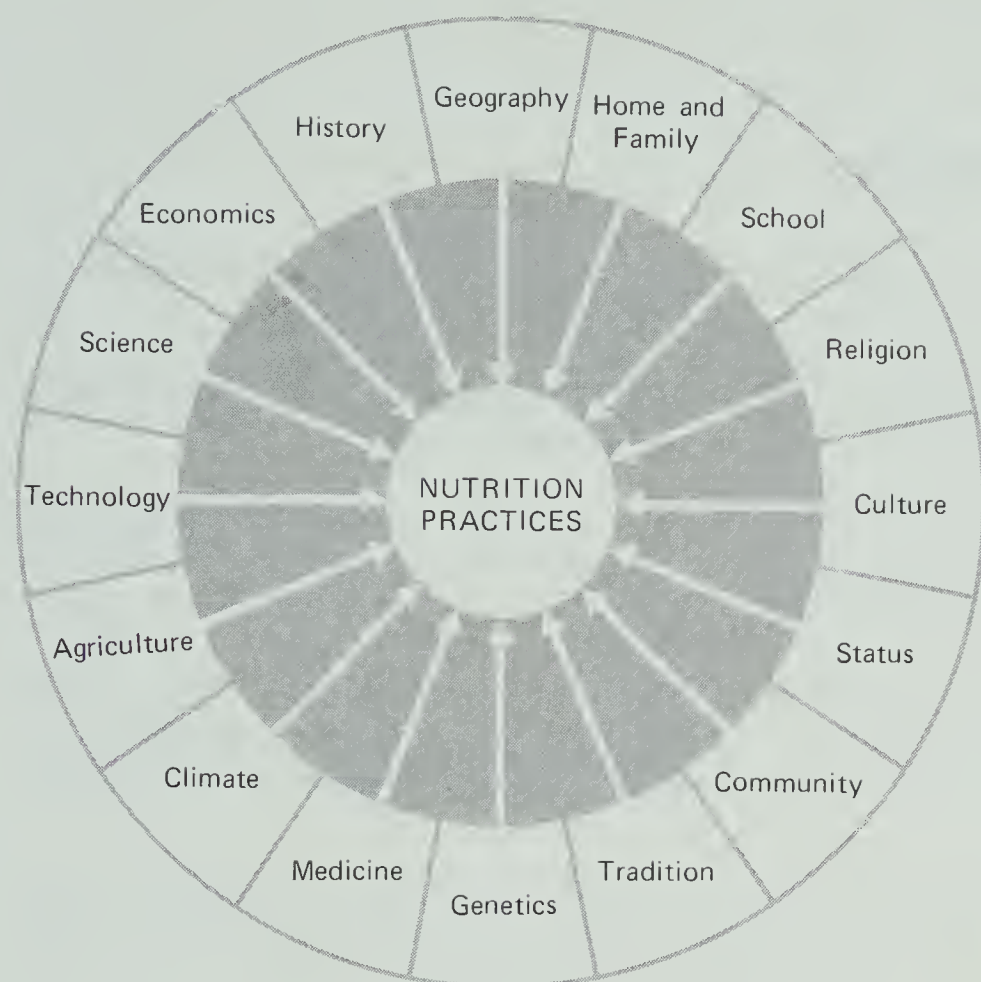 Geography
Home and
Family
School
Religion
Culture
Status
Community
Tradition
Genetics
Medicine
Climate
Agriculture
Technology
Science
Economics
History
NUTRITION
PRACTICES